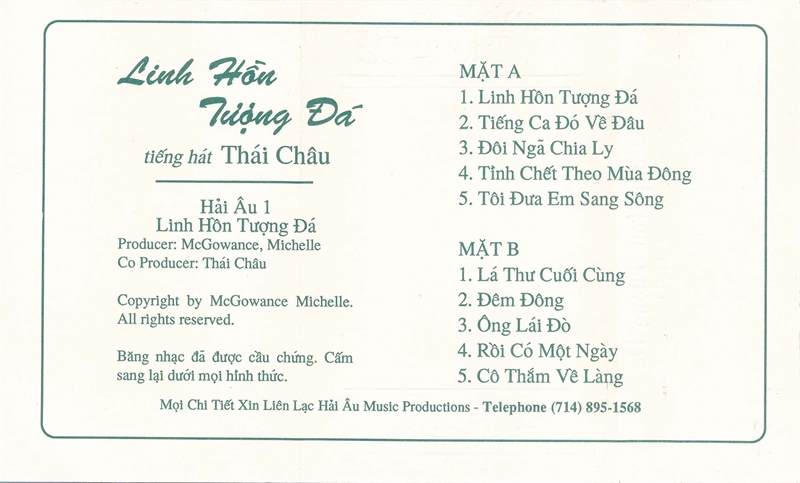 Linh Hồn
Tượng Đá
tiếng hát Thái Châu
Hải Âu 1
Linh Hồn Tượng Đá
Producer: McGowance, Michelle
Co Producer: Thái Châu
Copyright by McGowance Michelle.
All rights reserved.
Băng nhạc đã được cầu chứng. Cấm
sang lại dưới mọi hình thức.
MẶT A
1. Linh Hồn Tượng Đá
2. Tiếng Ca Đó Về Đâu
3. Đôi Ngã Chia Ly
4. Tình Chết Theo Mùa Đông
5. Tôi Đưa Em Sang Sông
MẶT B
1. Lá Thư Cuối Cùng
2. Đêm Đông
3. Ông Lái Đò
4. Rồi Có Một Ngày
5. Cô Thắm Về Làng
Mọi Chi Tiết Xin Liên Lạc Hải Âu Music Productions - Telephone (714) 895-1568